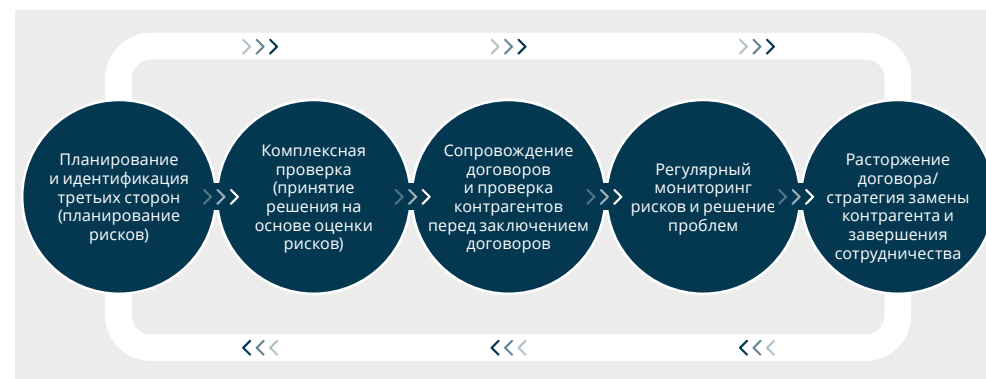 Планирование
и идентификация
третьих сторон
(планирование
рисков)
Комплексная
проверка
(принятие
решения на
основе оценки
рисков)
Сопровождение
договоров
и проверка
контрагентов
перед заключением
договоров
Регулярный
мониторинг
рисков и решение
проблем
Расторжение
договора/
стратегия замены
контрагента и
завершения
сотрудничества